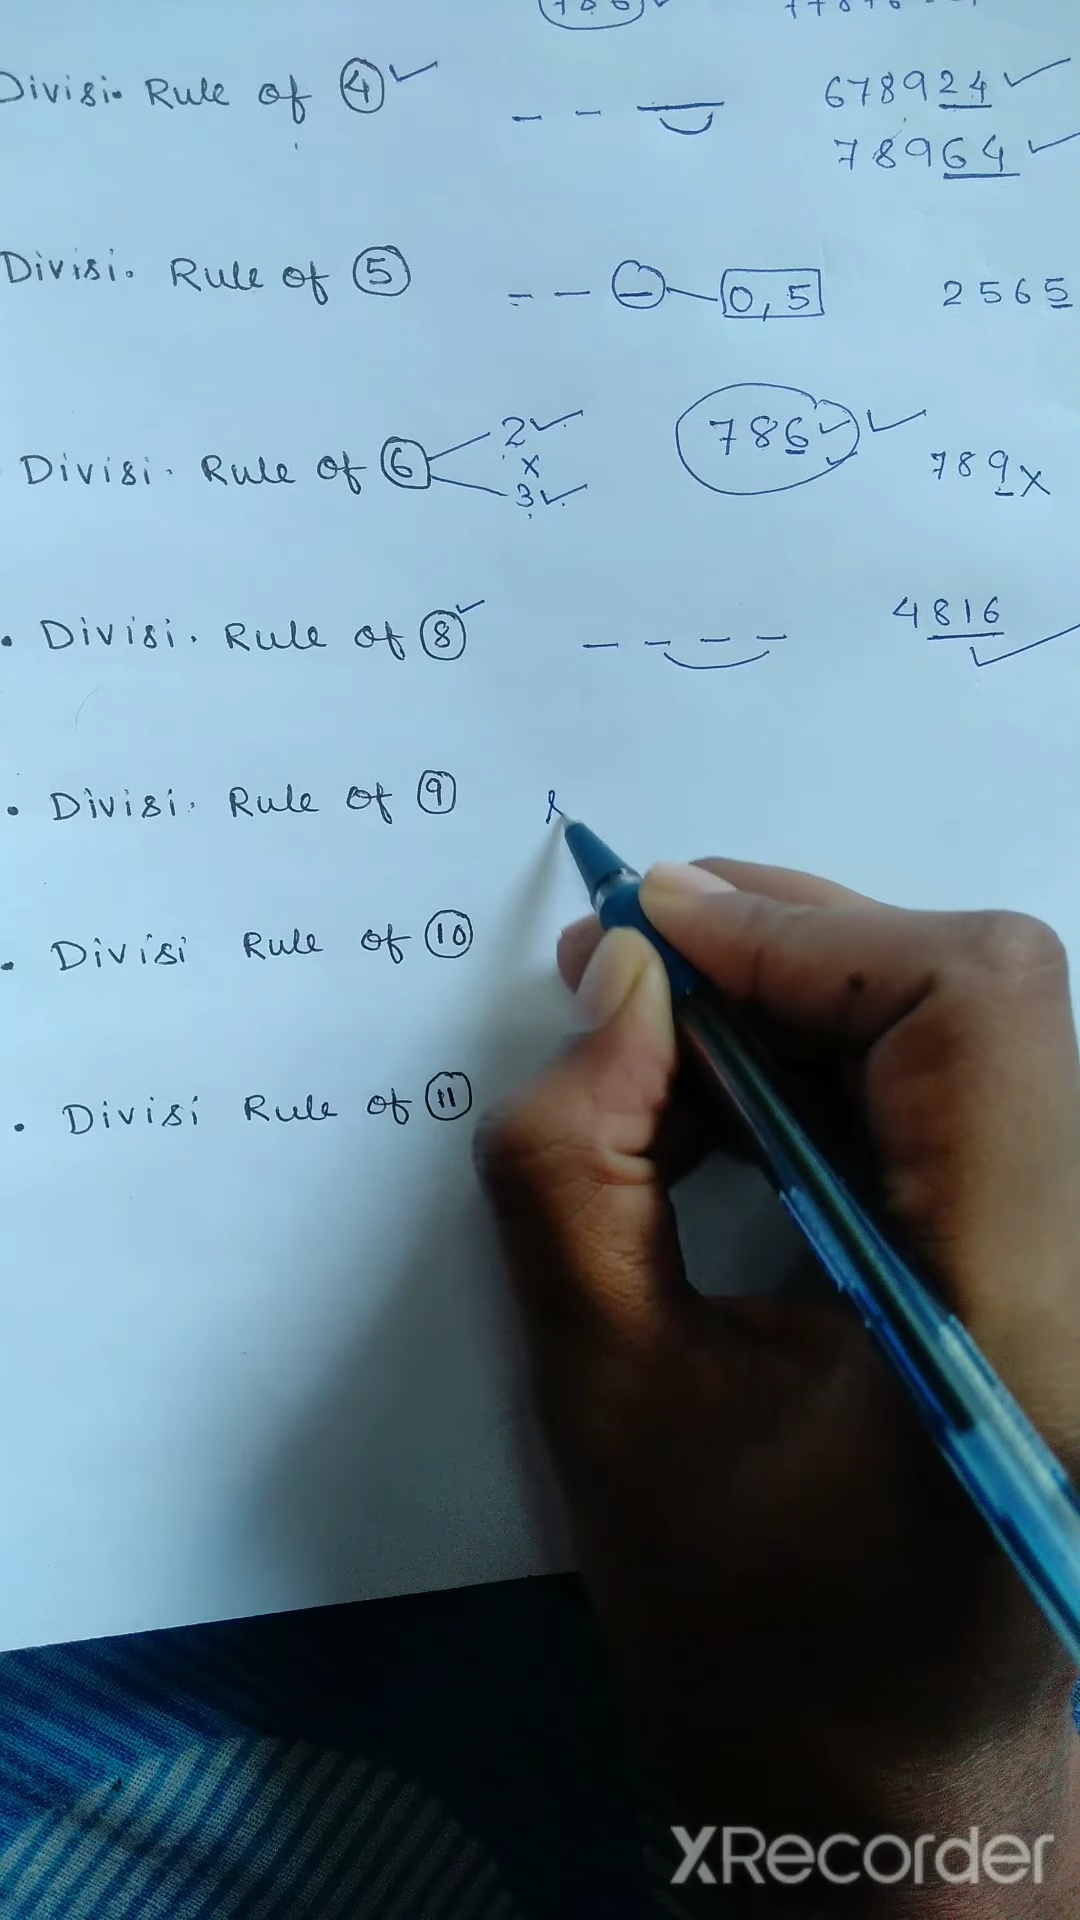 Divisi. Rule of 4 ✓ _ _ __ 678924 ✓
78964 ✓
Divisi. Rule of 5 _ _ _ 0, 5 2565
Divisi. Rule of 6 2 ✓ x 3 ✓ 786 ✓ ✓ 789 x
. Divisi. Rule of 8 ✓ _ _ _ _ 4816 ✓
. Divisi. Rule of 9
. Divisi Rule of 10
. Divisi Rule of 11
XRecorder